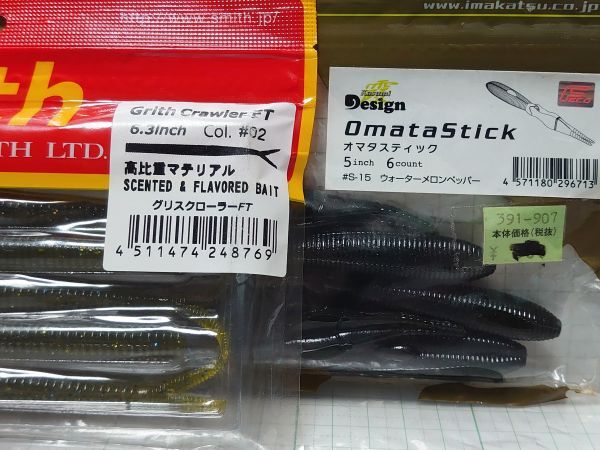 http://www.smith.jp/
th
TH LTD.
Grith Crawler FT
6.3inch Col. #02
高比重マテリアル
SCENTED & FLAVORED BAIT
グリスクローラーFT
4 511474 248769
www.imakatsu.co.jp
Design
OmataStick
オマタスティック
5inch 6count
#S-15 ウォーターメロンペッパー
4 571180 296713
391-907
本体価格(税抜)
¥